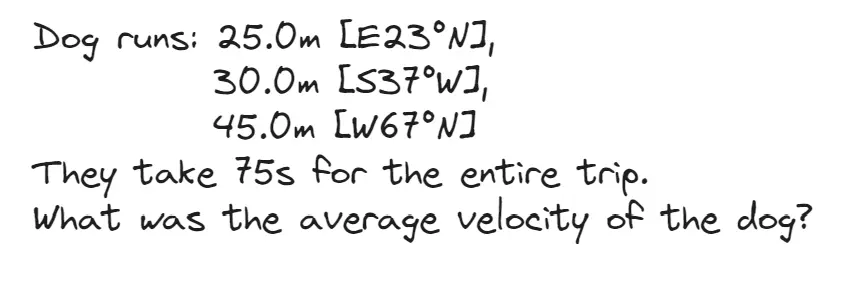 Dog runs: 25.0m [E23°N],
30.0m [S37°W],
45.0m [W67°N]
They take 75s for the entire trip.
What was the average velocity of the dog?